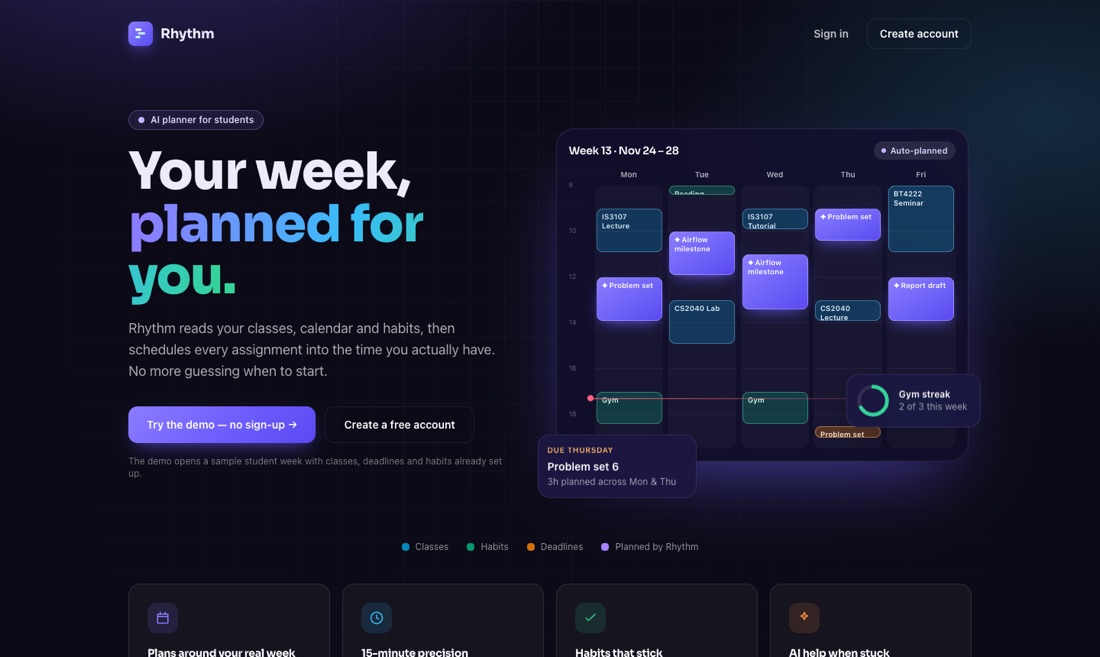 Rhythm
Sign in
Create account
AI planner for students
Your week,
planned for
you.
Rhythm reads your classes, calendar and habits, then
schedules every assignment into the time you actually have.
No more guessing when to start.
Try the demo — no sign-up →
Create a free account
The demo opens a sample student week with classes, deadlines and habits already set
up.
Week 13 · Nov 24 – 28
Auto-planned
Mon
Tue
Wed
Thu
Fri
8
10
12
14
16
18
IS3107
Lecture
✦ Problem set
Gym
Reading
✦ Airflow
milestone
CS2040 Lab
IS3107
Tutorial
✦ Airflow
milestone
Gym
✦ Problem set
CS2040
Lecture
Problem set
BT4222
Seminar
✦ Report draft
Gym streak
2 of 3 this week
DUE THURSDAY
Problem set 6
3h planned across Mon & Thu
Classes
Habits
Deadlines
Planned by Rhythm
Plans around your real week
15-minute precision
Habits that stick
AI help when stuck